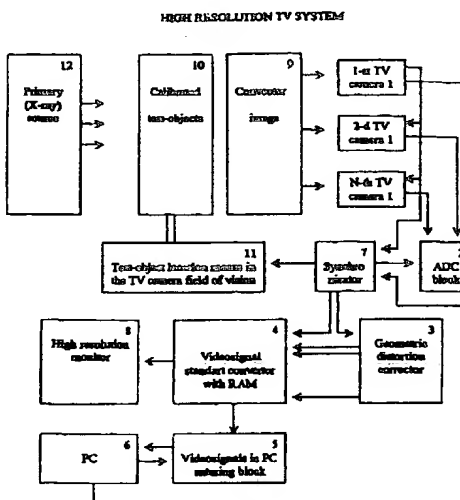 HIGH RESOLUTION TV SYSTEM
12
Primary
(X-ray)
source
10
Calibrated
test-objects
9
Convertor
image
1-st TV
camera 1
2-d TV
camera 1
N-th TV
camera 1
11
Test-object insertion means in
the TV camera field of vision
7
Synchro
nizator
2
ADC
block
8
High resolution
monitor
4
Videosignal
standart convertor
with RAM
3
Geometric
distortion
corrector
6
PC
5
Videosignals in PC
entering block